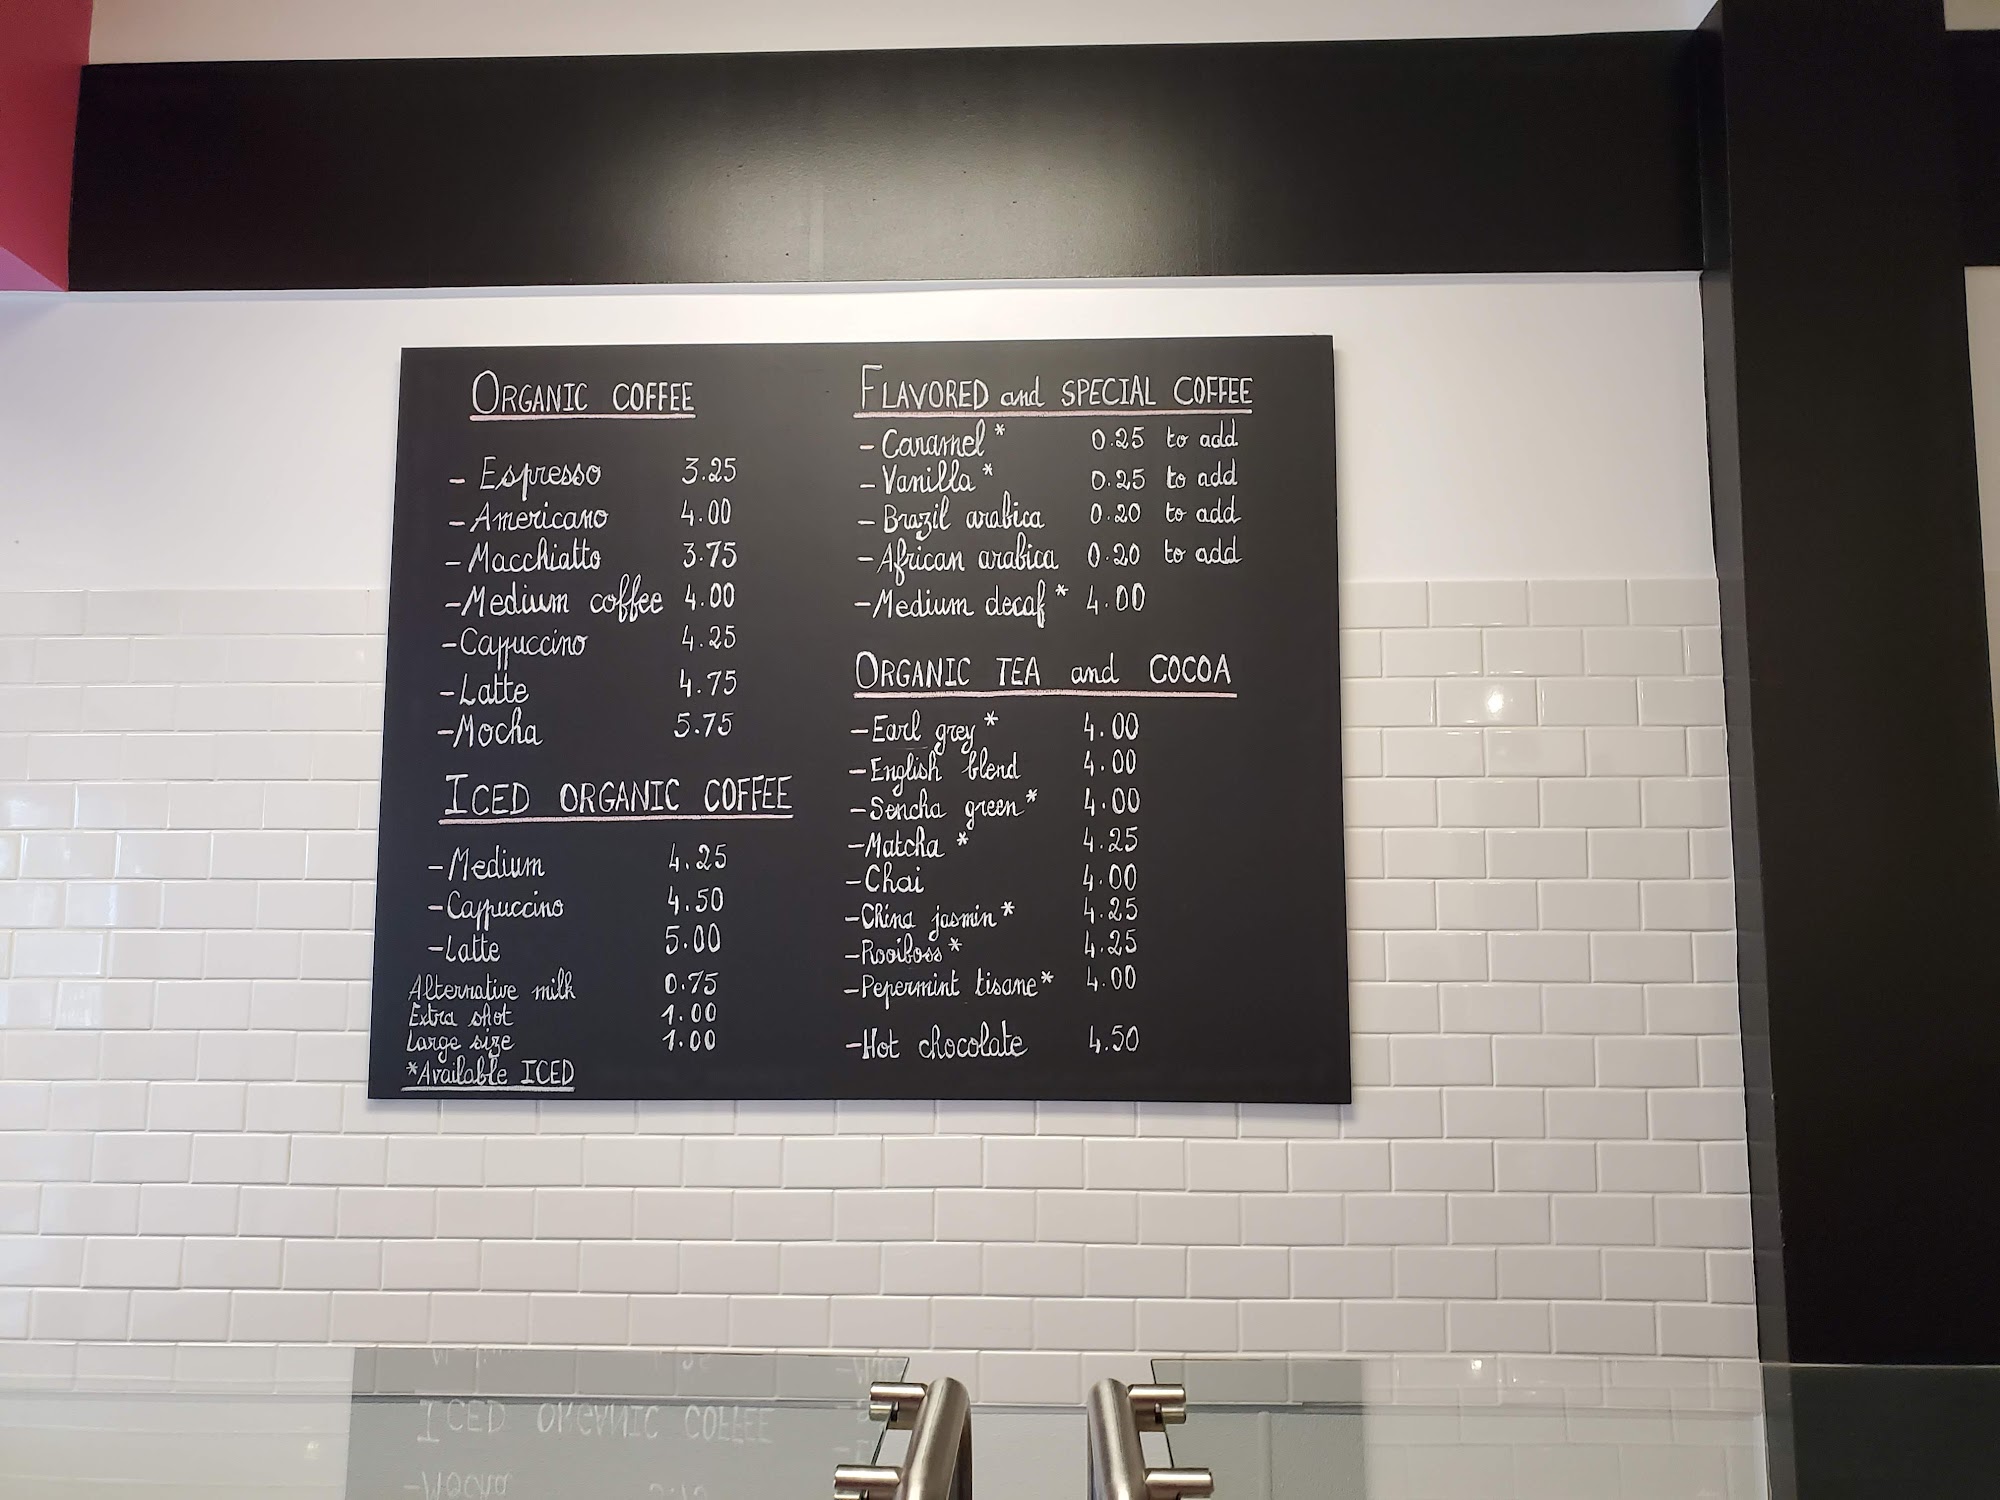 ORGANIC COFFEE
- Espresso 3.25
- Americano 4.00
- Macchiatto 3.75
- Medium coffee 4.00
- Cappuccino 4.25
- Latte 4.75
- Mocha 5.75
ICED ORGANIC COFFEE
- Medium 4.25
- Cappuccino 4.50
- Latte 5.00
Alternative milk 0.75
Extra shot 1.00
Large size 1.00
*Available ICED
FLAVORED and SPECIAL COFFEE
- Caramel* 0.25 to add
- Vanilla* 0.25 to add
- Brazil arabica 0.20 to add
- African arabica 0.20 to add
- Medium decaf* 4.00
ORGANIC TEA and COCOA
- Earl grey* 4.00
- English blend 4.00
- Sencha green* 4.00
- Matcha* 4.25
- Chai 4.00
- China jasmin* 4.25
- Rooiboss* 4.25
- Pepermint tisane* 4.00
- Hot chocolate 4.50
ICED ORGANIC COFFEE
- Mocha